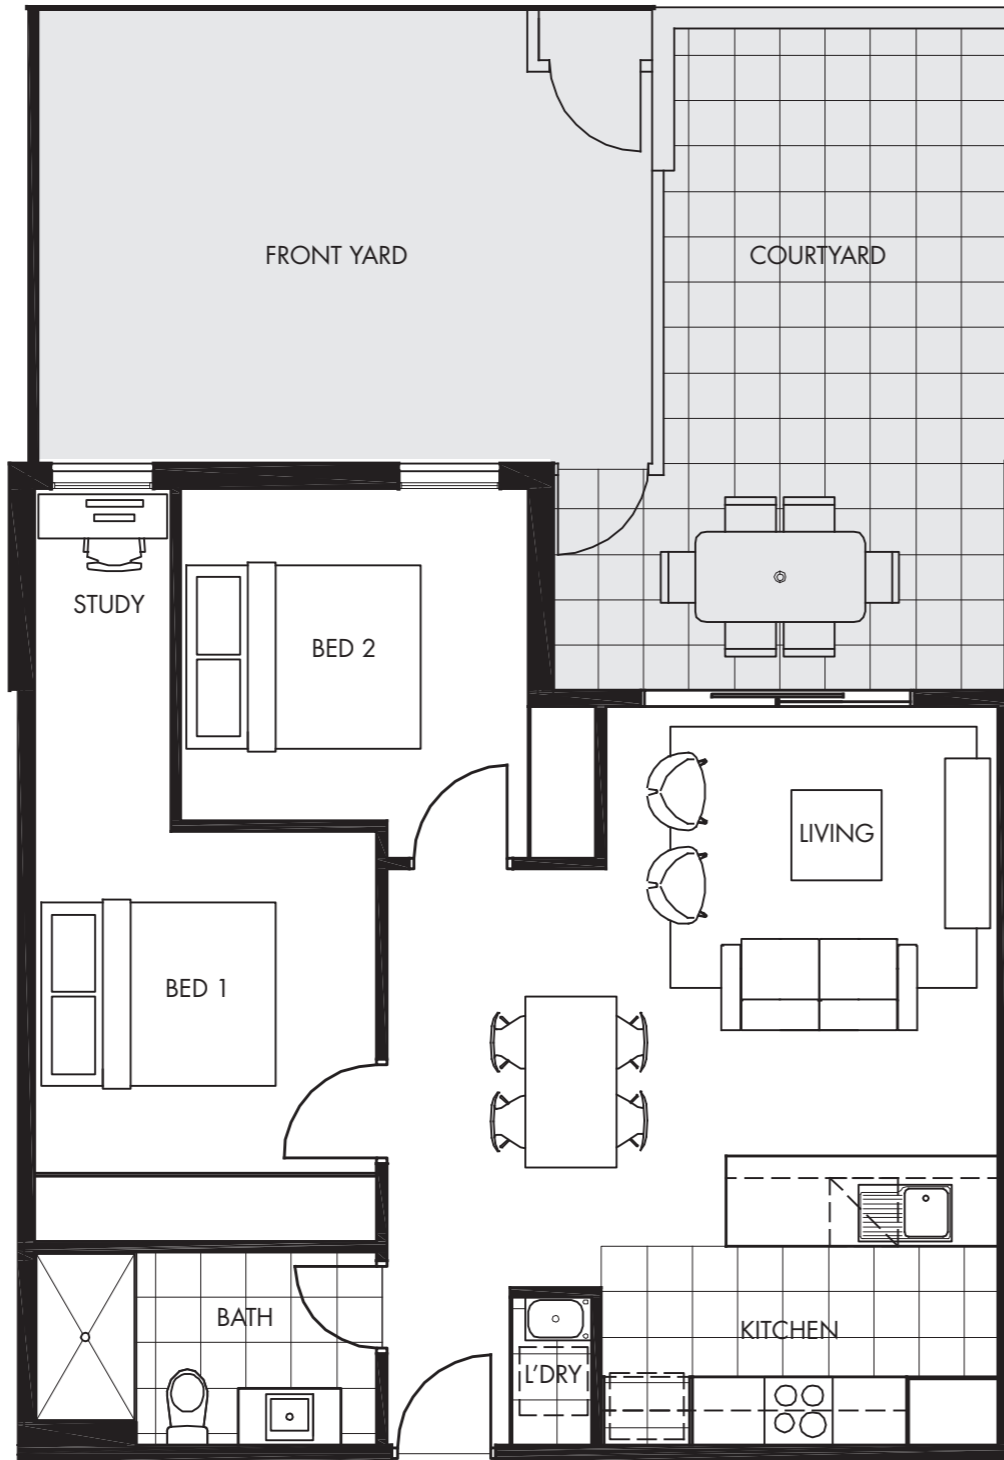 FRONT YARD
COURTYARD
STUDY
BED 2
LIVING
BED 1
BATH
KITCHEN
L'DRY